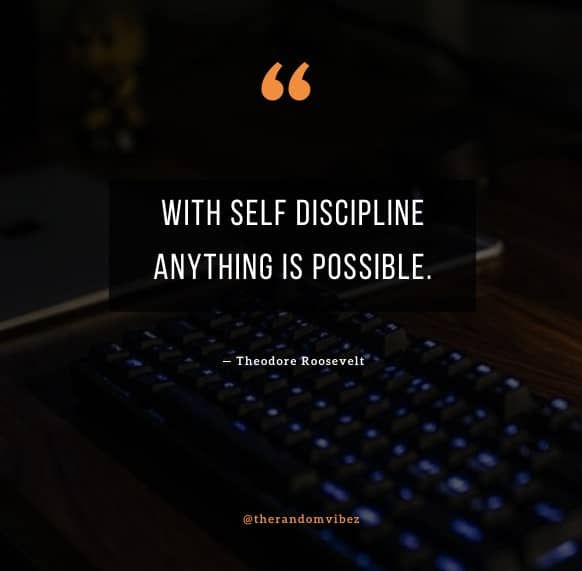 “
WITH SELF DISCIPLINE
ANYTHING IS POSSIBLE.
– Theodore Roosevelt
@therandomvibez